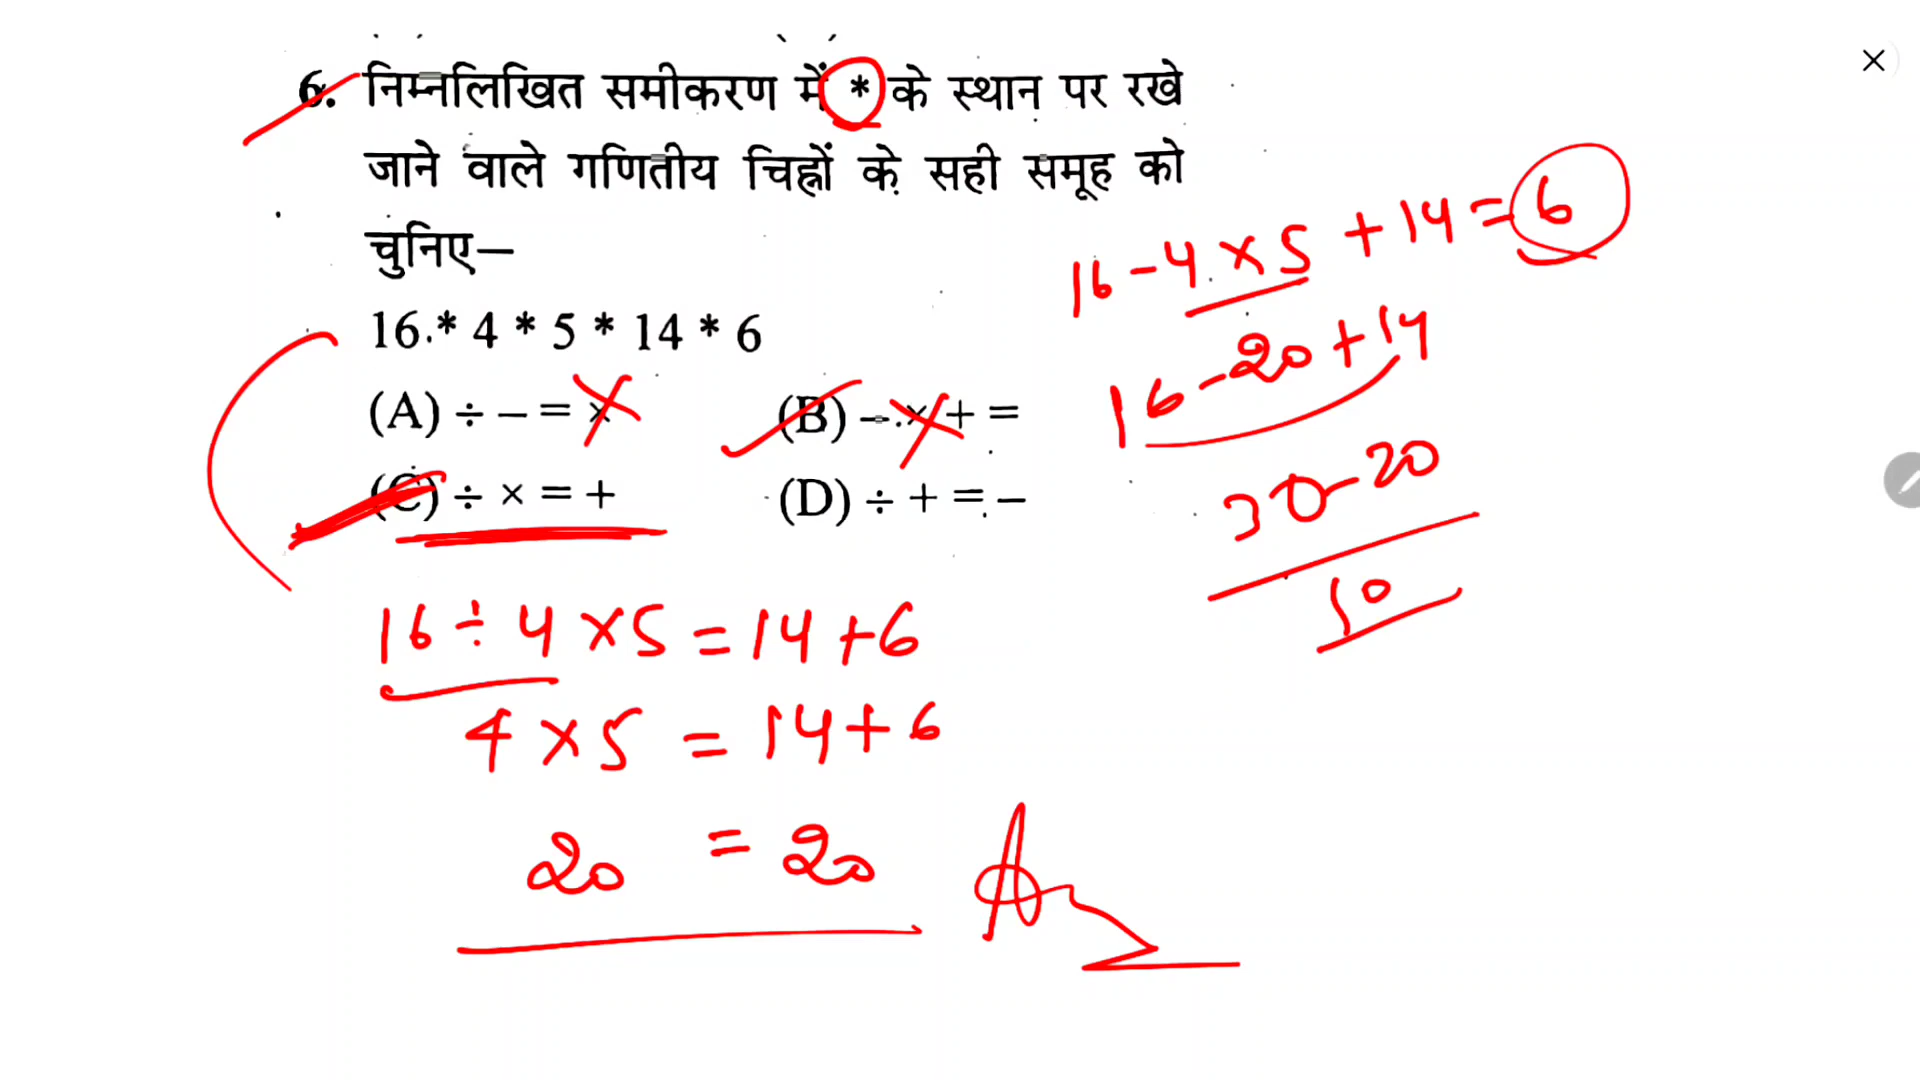 6. निम्नलिखित समीकरण में * के स्थान पर रखे
जाने वाले गणितीय चिह्नों के सही समूह को
चुनिए—
16 * 4 * 5 * 14 * 6
(A) ÷ – = × (B) – × + =
(C) ÷ × = + (D) ÷ + = –
16 ÷ 4 × 5 = 14 + 6
4 × 5 = 14 + 6
20 = 20
16 - 4 × 5 + 14 = 6
16 - 20 + 14
30 - 20
10